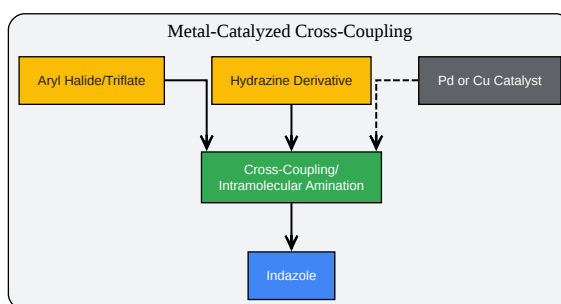 Metal-Catalyzed Cross-Coupling
Aryl Halide/Triflate
Hydrazine Derivative
Pd or Cu Catalyst
Cross-Coupling/
Intramolecular Amination
Indazole